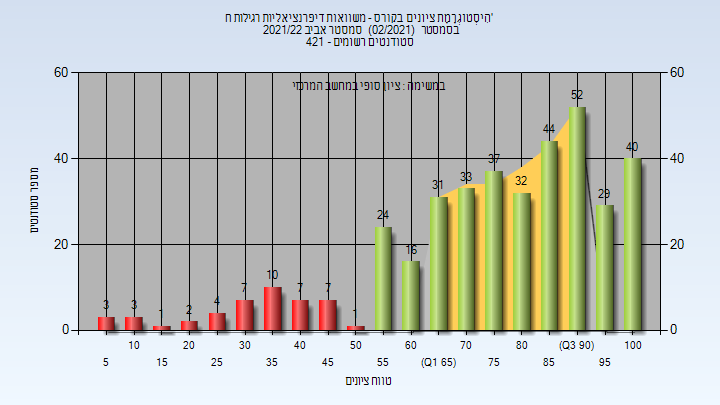 היסטוגרמת ציונים בקורס - משוואות דיפרנציאליות רגילות ח'
בסמסטר (02/2021) סמסטר אביב 2021/22
סטודנטים רשומים - 421
במשימה : ציון סופי במחשב המרכזי
60 60
40 40
20 20
0 0
מספר סטודנטים
3 3 1 2 4 7 10 7 7 1 24 16 31 33 37 32 44 52 29 40
10 20 30 40 50 60 70 80 (Q3 90) 100
5 15 25 35 45 55 (Q1 65) 75 85 95
טווח ציונים